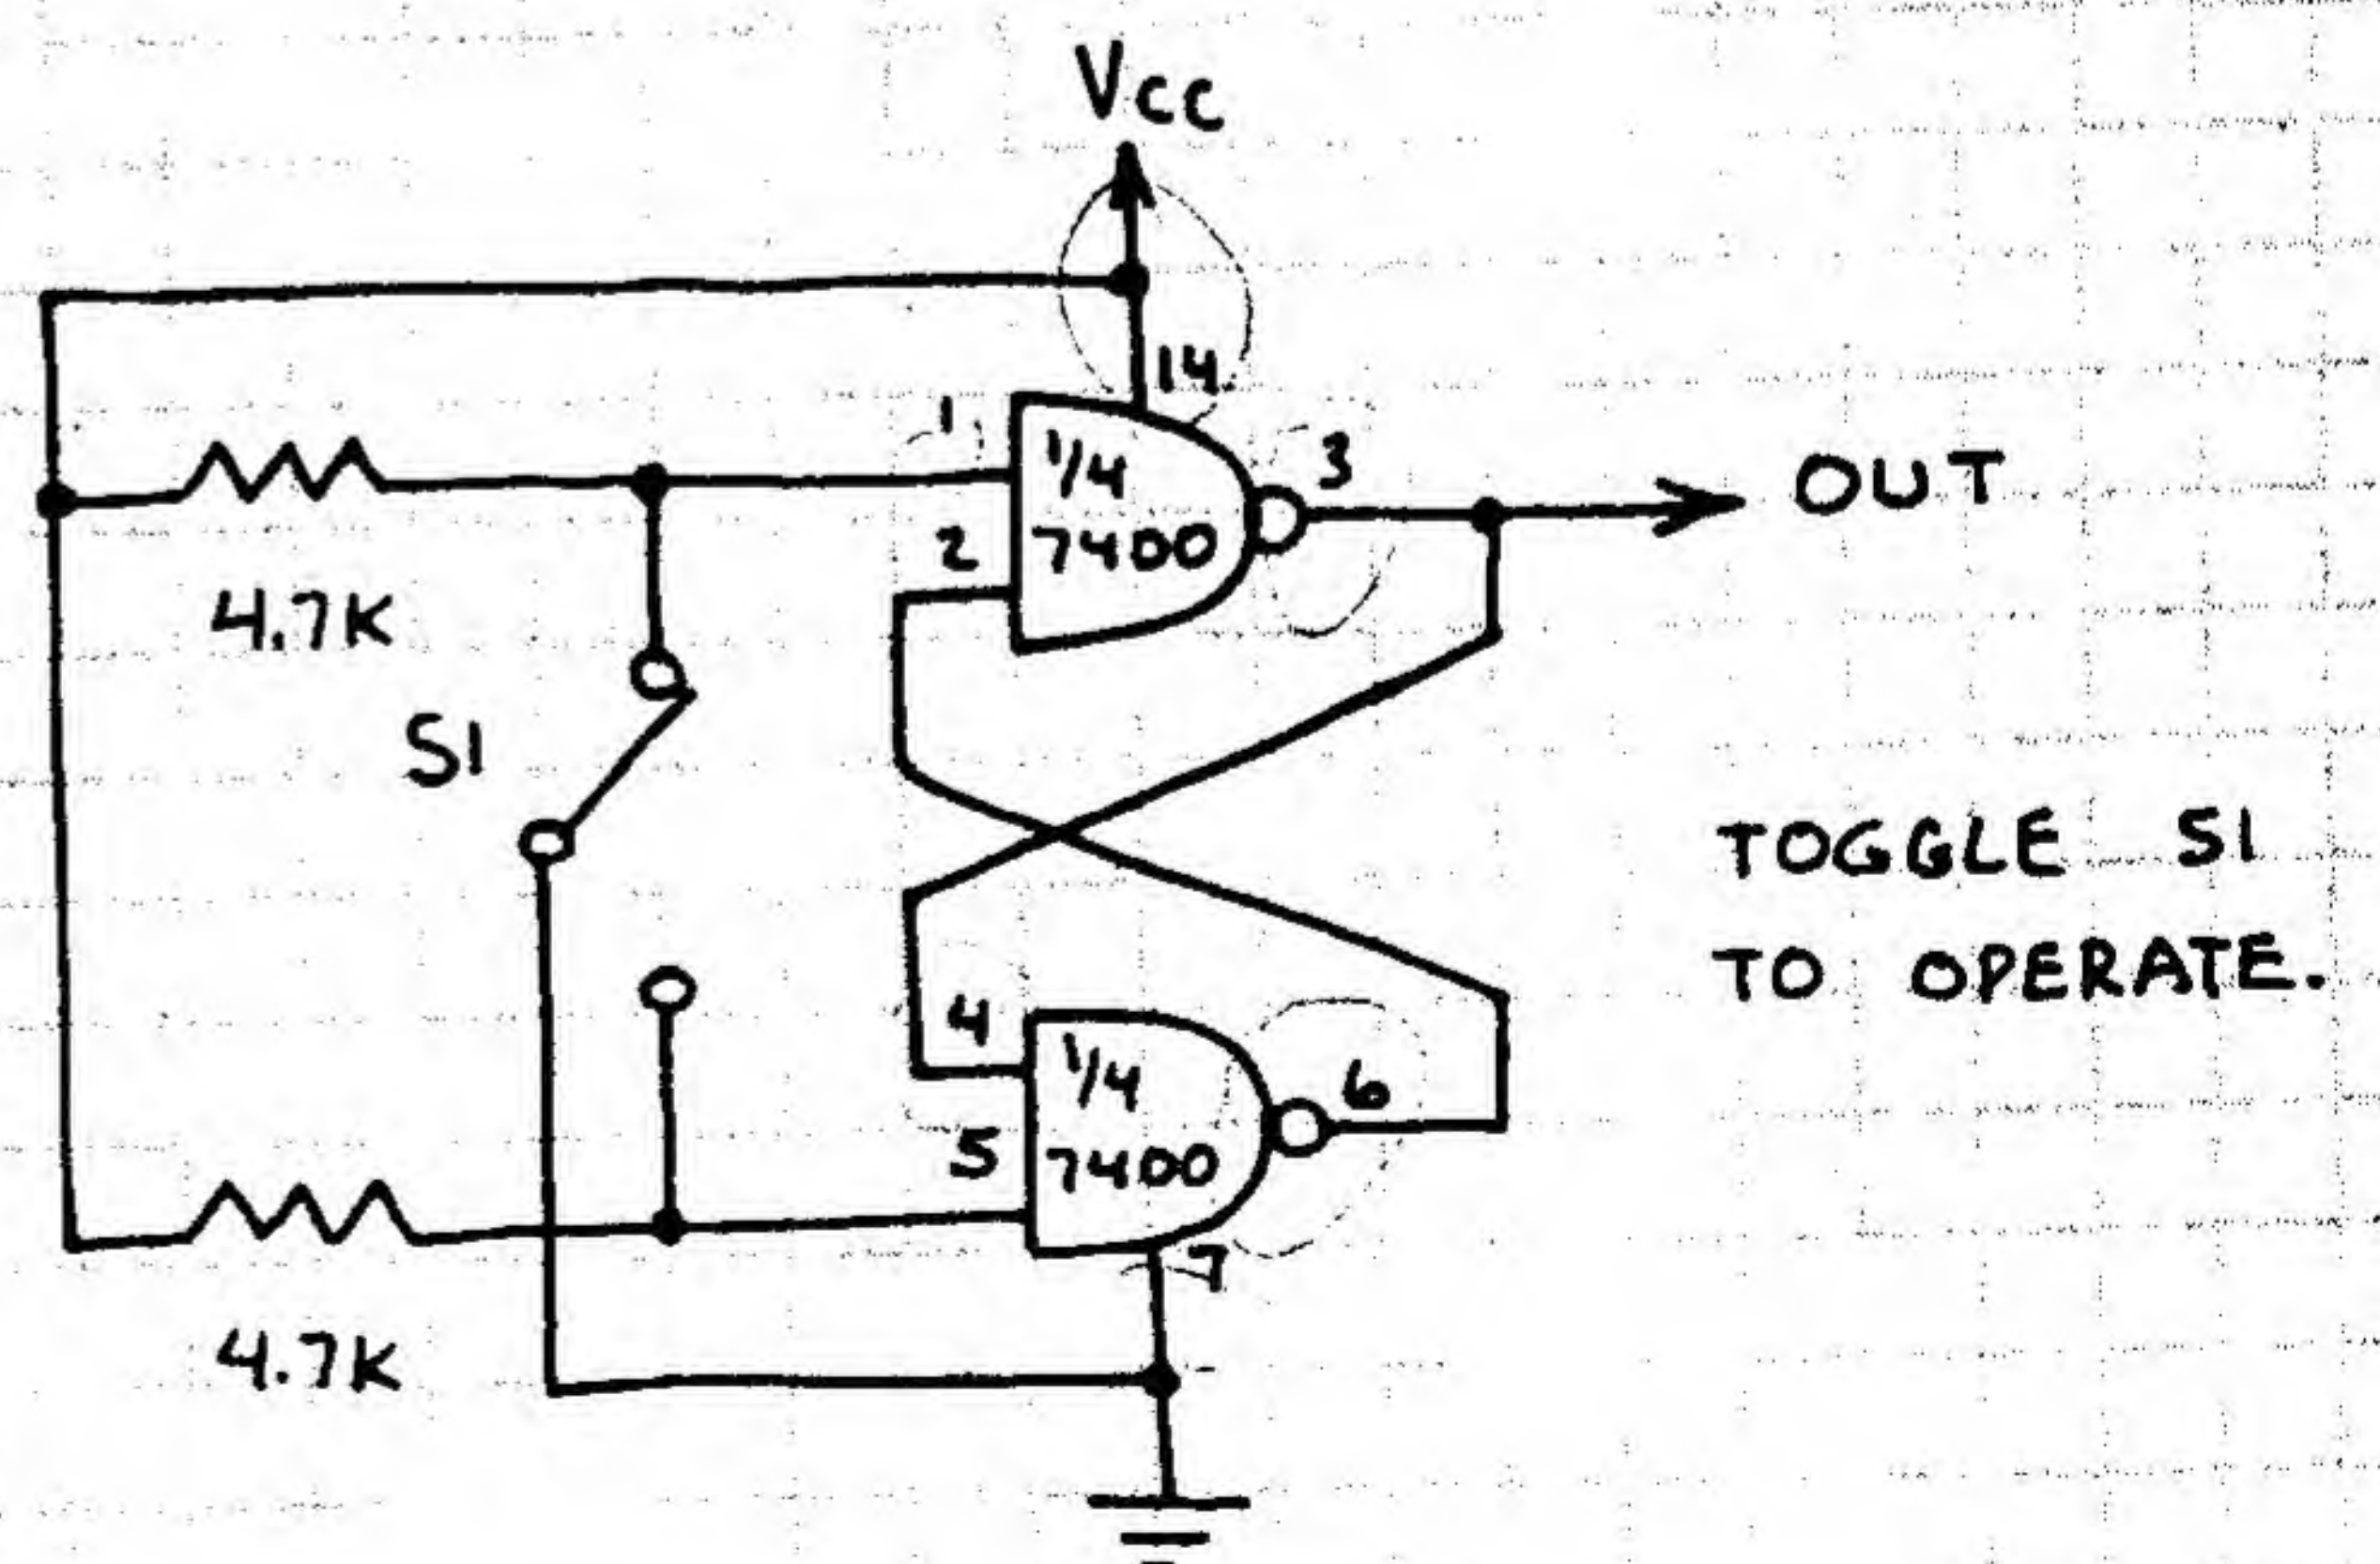 Vcc
14
1
1/4
7400
2
3
OUT
4.7K
S1
TOGGLE S1
TO OPERATE.
4
1/4
7400
5
6
7
4.7K